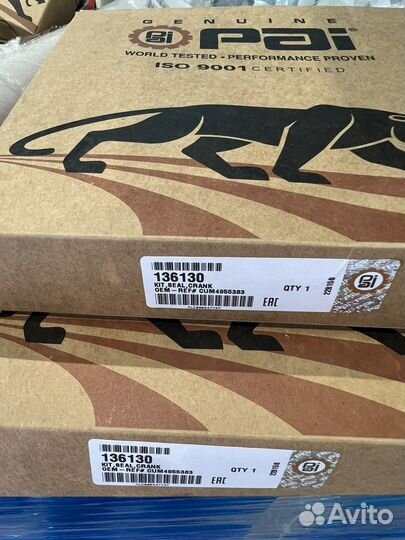 GENUINE
PSI Pai
WORLD TESTED - PERFORMANCE PROVEN
ISO 9001 CERTIFIED
136130
KIT,SEAL,CRANK
OEM-REF# CUM4955383
QTY 1
EAC
136130
KIT,SEAL,CRANK
OEM-REF# CUM4955383
QTY 1
EAC
Avito